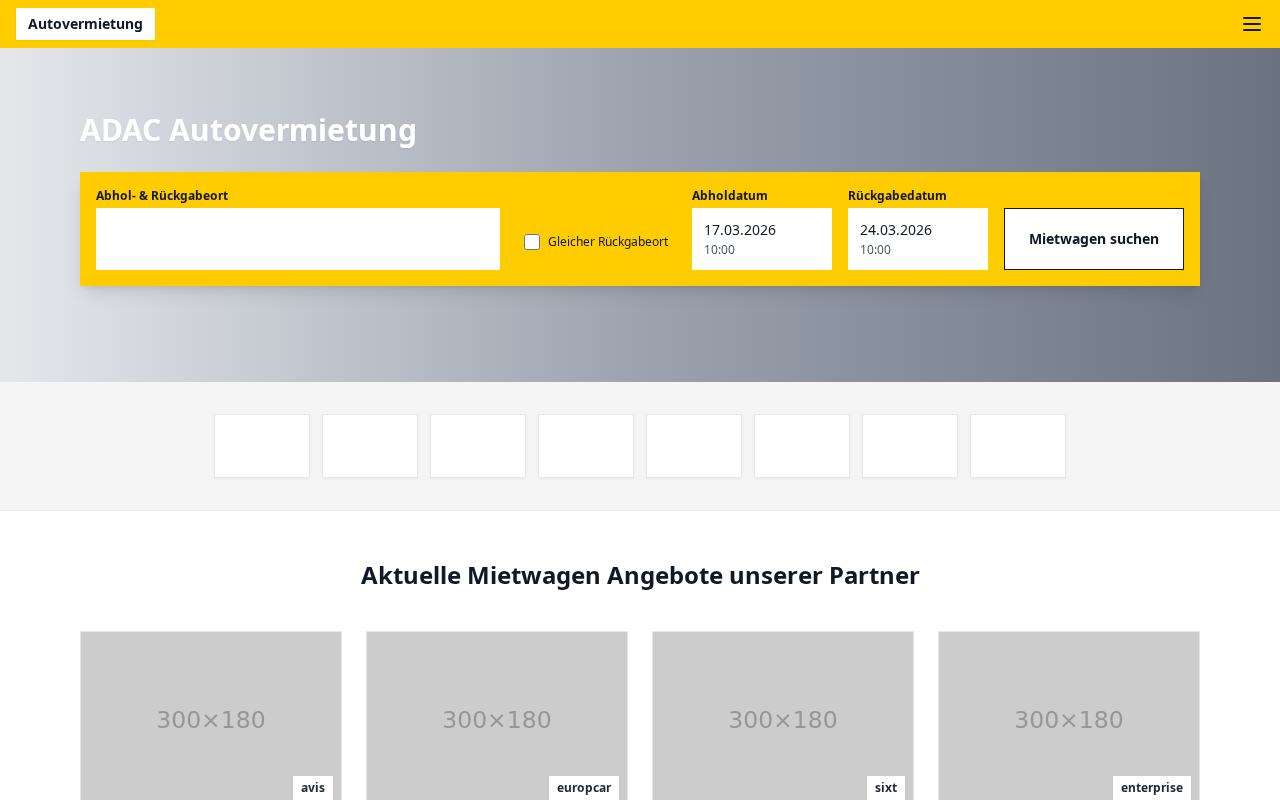 Autovermietung
ADAC Autovermietung
Abhol- & Rückgabeort
Gleicher Rückgabeort
Abholdatum
17.03.2026
10:00
Rückgabedatum
24.03.2026
10:00
Mietwagen suchen
Aktuelle Mietwagen Angebote unserer Partner
300×180
avis
300×180
europcar
300×180
sixt
300×180
enterprise